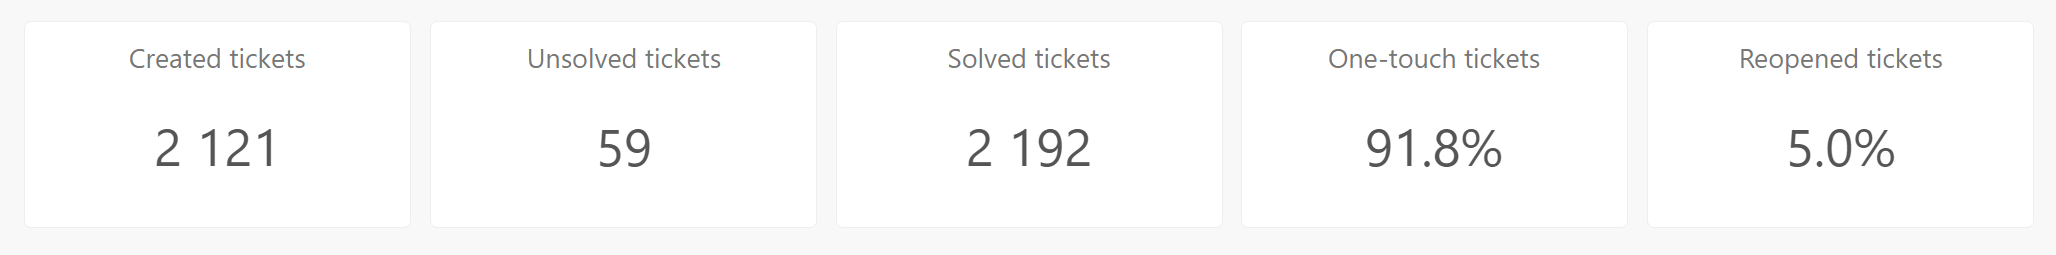 Created tickets
2 121
Unsolved tickets
59
Solved tickets
2 192
One-touch tickets
91.8%
Reopened tickets
5.0%